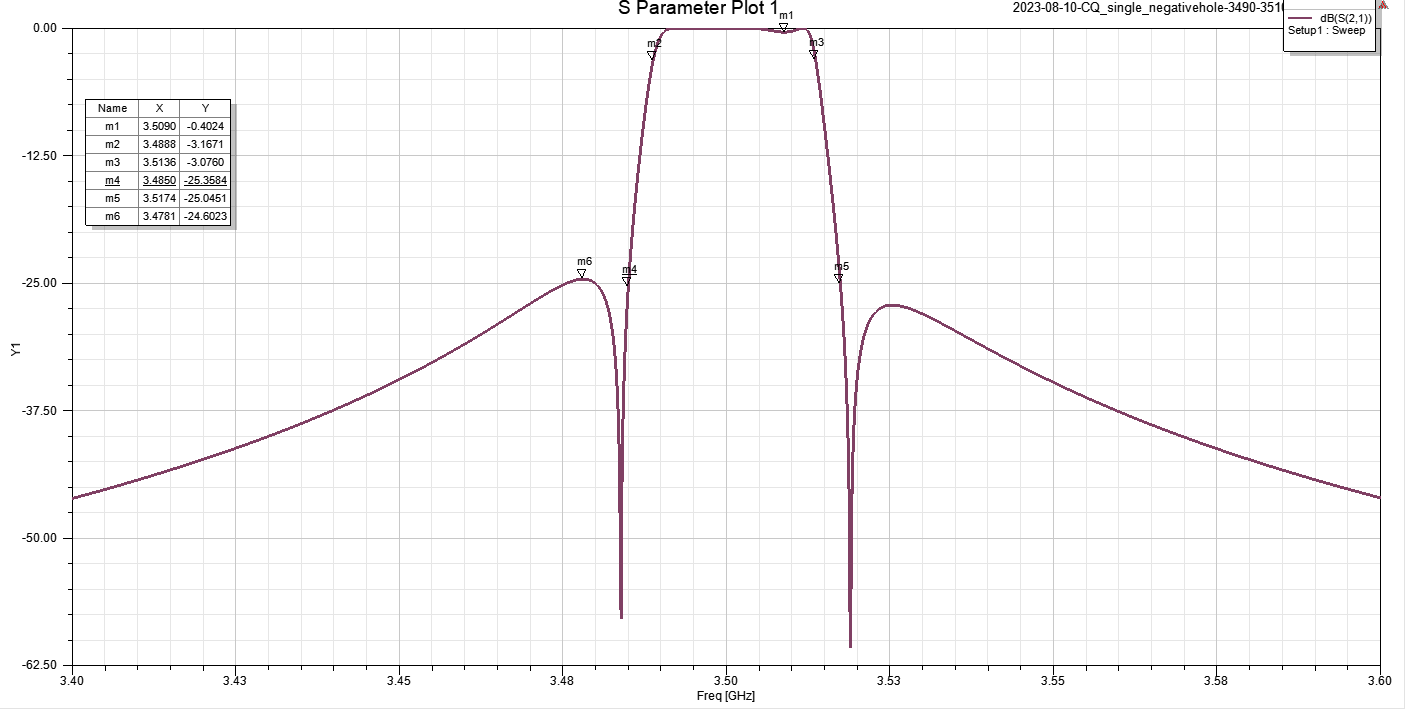 S Parameter Plot 1
2023-08-10-CQ_single_negativehole-3490-351
dB(S(2,1))
Setup1 : Sweep
m1
m2
m3
m4
m5
m6
Name X Y
m1 3.5090 -0.4024
m2 3.4888 -3.1671
m3 3.5136 -3.0760
m4 3.4850 -25.3584
m5 3.5174 -25.0451
m6 3.4781 -24.6023
0.00
-12.50
-25.00
-37.50
-50.00
-62.50
Y1
3.40 3.43 3.45 3.48 3.50 3.53 3.55 3.58 3.60
Freq [GHz]